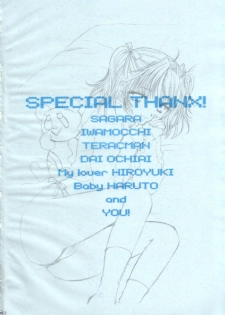 SPECIAL THANX!
SAGARA
IWAMOCCHI
TERACMAN
DAI OCHIAI
My lover HIROYUKI
Baby HARUTO
and
YOU!